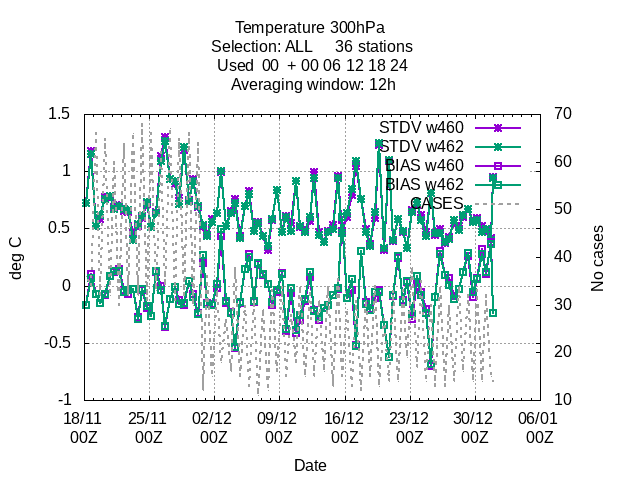 Temperature 300hPa
Selection: ALL 36 stations
Used 00 + 00 06 12 18 24
Averaging window: 12h
1.5
1
0.5
0
-0.5
-1
70
60
50
40
30
20
10
STDV w460
STDV w462
BIAS w460
BIAS w462
CASES
deg C
No cases
18/11 25/11 02/12 09/12 16/12 23/12 30/12 06/01
00Z 00Z 00Z 00Z 00Z 00Z 00Z 00Z
Date